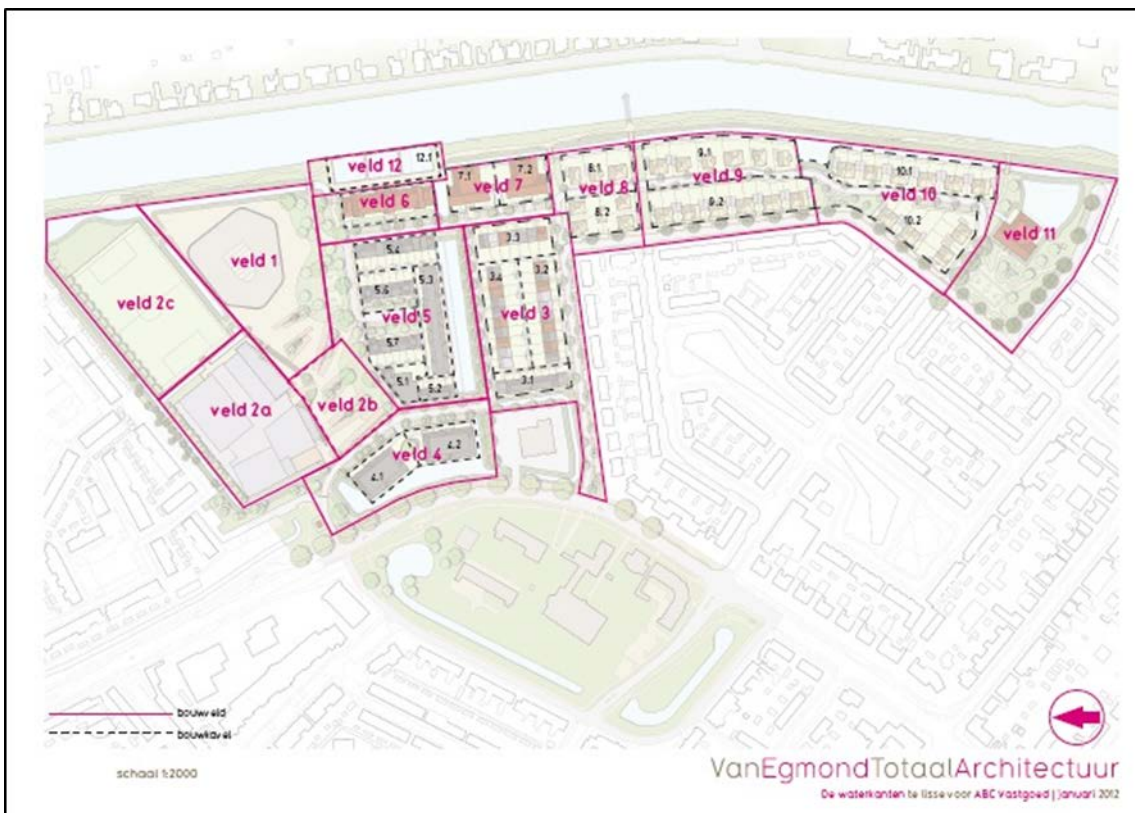 12.1
veld 12
7.1
7.2
veld 7
8.1
veld 8
8.2
9.1
veld 9
9.2
10.1
veld 10
10.2
veld 11
veld 6
veld 1
veld 2c
5.4
5.3
5.6
veld 5
5.7
5.1
5.2
3.3
3.4
3.2
veld 3
3.1
veld 2a
veld 2b
veld 4
4.1
4.2
bouwveld
bouwkavel
schaal 1:2000
VanEgmondTotaalArchitectuur
De waterkanten te lisse voor ABC Vastgoed | januari 2012